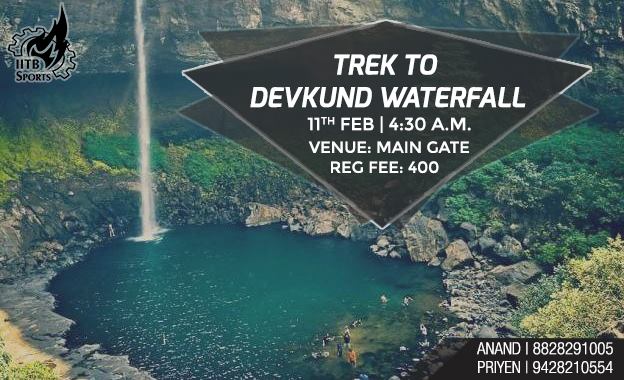 IITB
SPORTS
TREK TO
DEVKUND WATERFALL
11TH FEB | 4:30 A.M.
VENUE: MAIN GATE
REG FEE: 400
ANAND | 8828291005
PRIYEN | 9428210554